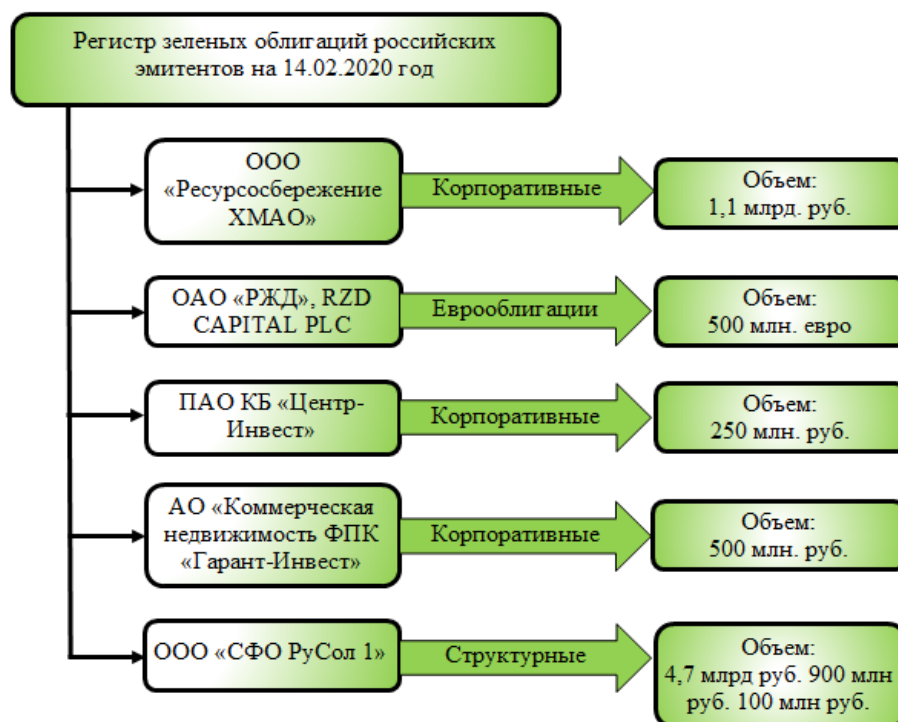 Регистр зеленых облигаций российских
эмитентов на 14.02.2020 год
ООО
«Ресурсосбережение
ХМАО»
Корпоративные
Объем:
1,1 млрд. руб.
ОАО «РЖД», RZD
CAPITAL PLC
Еврооблигации
Объем:
500 млн. евро
ПАО КБ «Центр-
Инвест»
Корпоративные
Объем:
250 млн. руб.
АО «Коммерческая
недвижимость ФПК
«Гарант-Инвест»
Корпоративные
Объем:
500 млн. руб.
ООО «СФО РуСол 1»
Структурные
Объем:
4,7 млрд руб. 900 млн
руб. 100 млн руб.